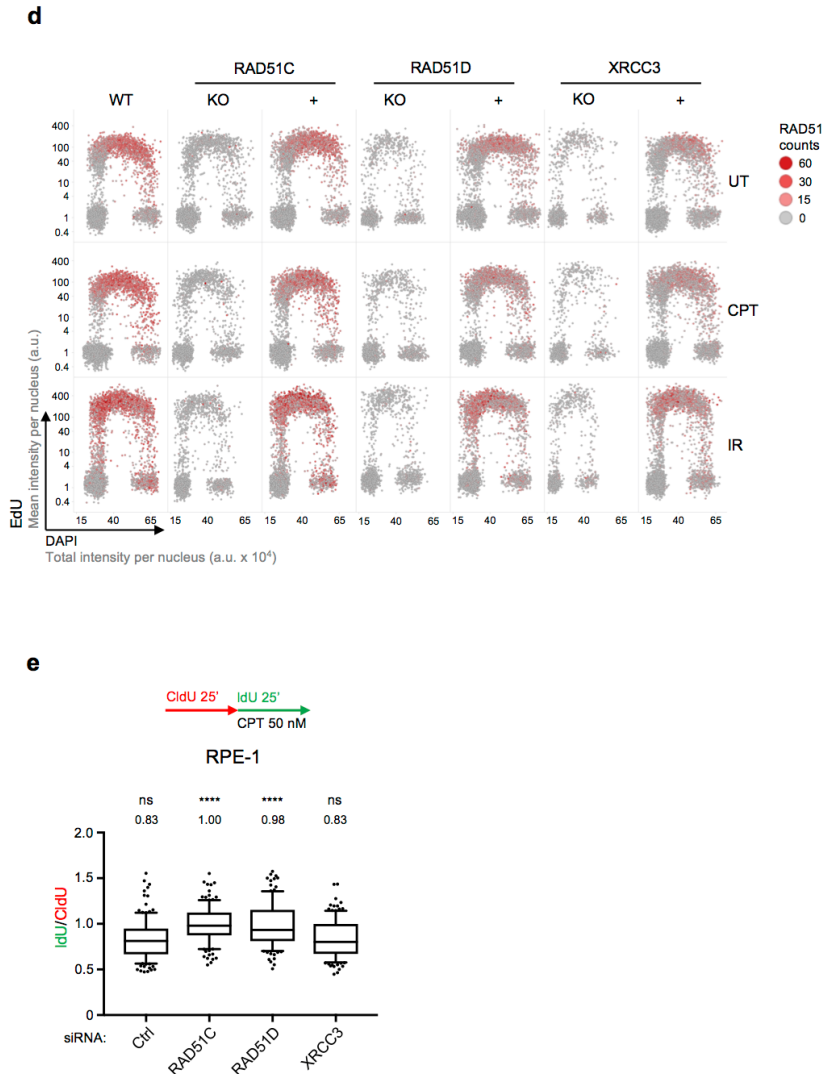 d
RAD51C RAD51D XRCC3
WT KO + KO + KO +
RAD51 counts
60
30
15
0
400
100
40
10
4
1
0.4
UT
400
100
40
10
4
1
0.4
CPT
400
100
40
10
4
1
0.4
IR
EdU
Mean intensity per nucleus (a.u.)
15 40 65 15 40 65 15 40 65 15 40 65 15 40 65 15 40 65 15 40 65
DAPI
Total intensity per nucleus (a.u. x 10⁴)
e
CldU 25' IdU 25'
CPT 50 nM
RPE-1
ns **** **** ns
0.83 1.00 0.98 0.83
2.0
1.5
1.0
0.5
0
IdU/CldU
siRNA: Ctrl RAD51C RAD51D XRCC3